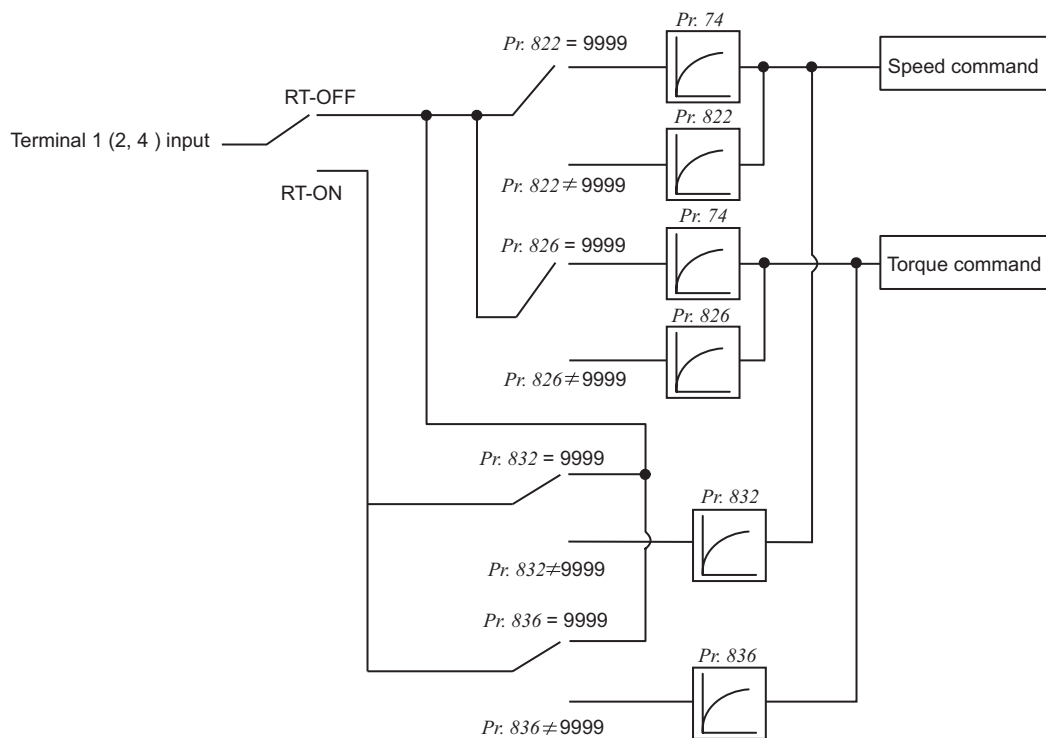 Pr. 74
Pr. 822 = 9999
Speed command
RT-OFF
Pr. 822
Terminal 1 (2, 4 ) input
RT-ON
Pr. 822≠ 9999
Pr. 74
Pr. 826 = 9999
Torque command
Pr. 826
Pr. 826≠9999
Pr. 832 = 9999
Pr. 832
Pr. 832≠9999
Pr. 836 = 9999
Pr. 836
Pr. 836≠9999